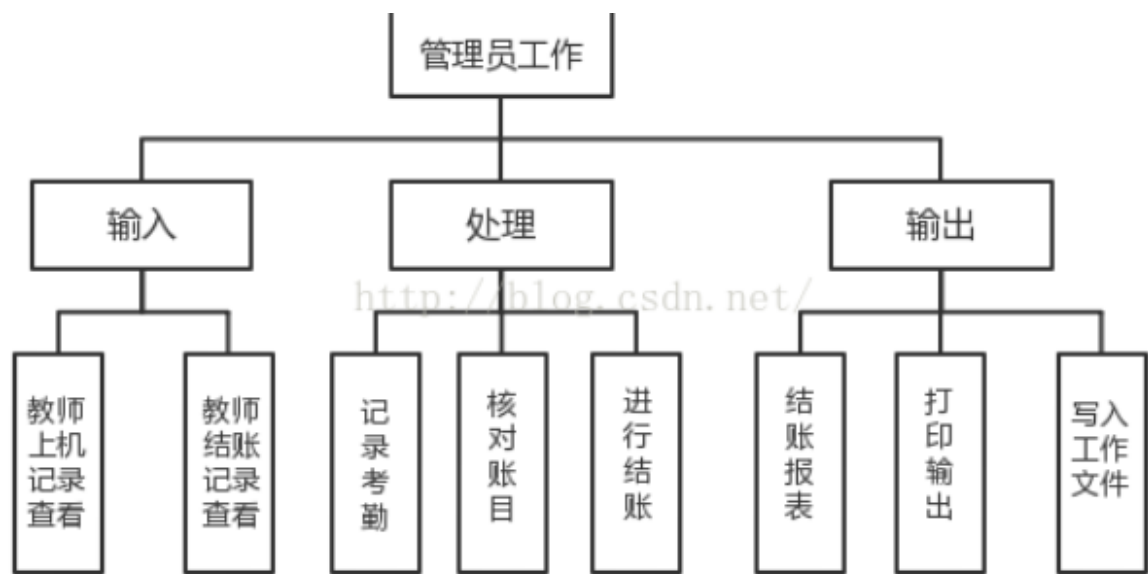 管理员工作
输入
处理
输出
http://blog.csdn.net/
教师
上机
记录
查看
教师
结账
记录
查看
记录考勤
核对账目
进行结账
结账报表
打印输出
写入
工作
文件